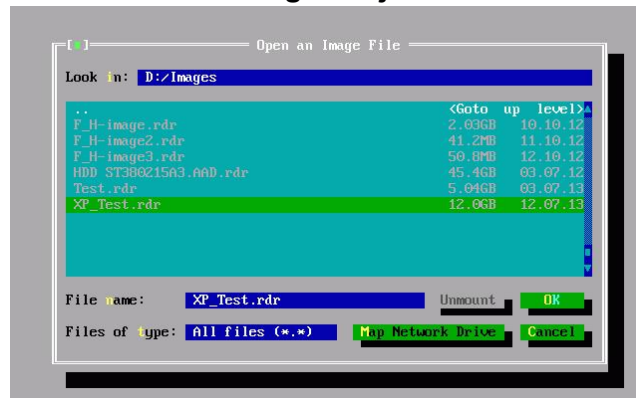 Open an Image File
Look in: D:/Images
.. <Goto up level>
F_H-image.rdr 2.03GB 10.10.12
F_H-image2.rdr 41.2MB 11.10.12
F_H-image3.rdr 50.8MB 12.10.12
HDD ST380215A3.AAD.rdr 45.4GB 03.07.12
Test.rdr 5.04GB 03.07.13
XP_Test.rdr 12.0GB 12.07.13
File name: XP_Test.rdr Unmount OK
Files of type: All files (*.*) Map Network Drive Cancel